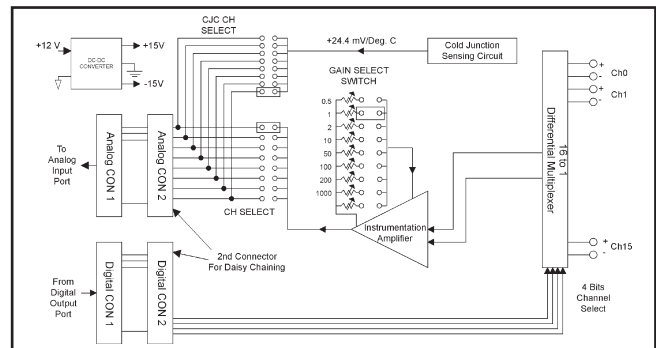 CJC CH
SELECT
+12 V
+15V
DC-DC
CONVERTER
-15V
+24.4 mV/Deg. C
Cold Junction
Sensing Circuit
GAIN SELECT
SWITCH
0.5
1
2
10
50
100
200
1000
+
-
Ch0
+
-
Ch1
16 to 1
Differential Multiplexer
To
Analog
Input
Port
Analog CON 1
Analog CON 2
CH SELECT
Instrumentation
Amplifier
2nd Connector
For Daisy Chaining
+
-
Ch15
From
Digital
Output
Port
Digital CON 1
Digital CON 2
4 Bits
Channel
Select